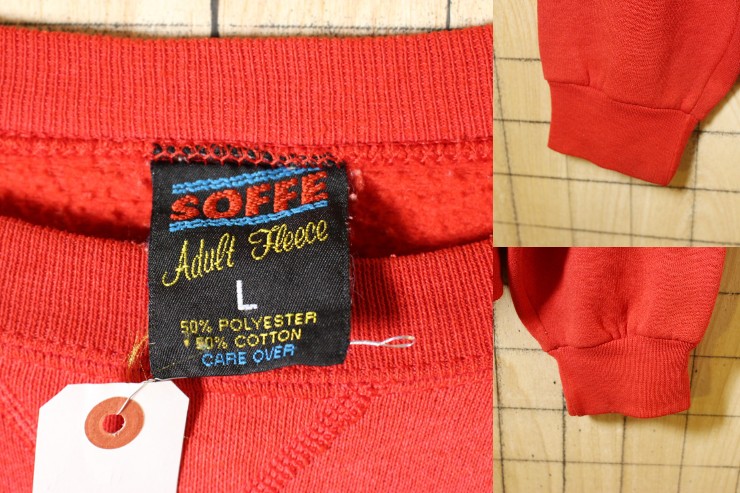 SOFFE
Adult Fleece
L
50% POLYESTER
50% COTTON
CARE OVER